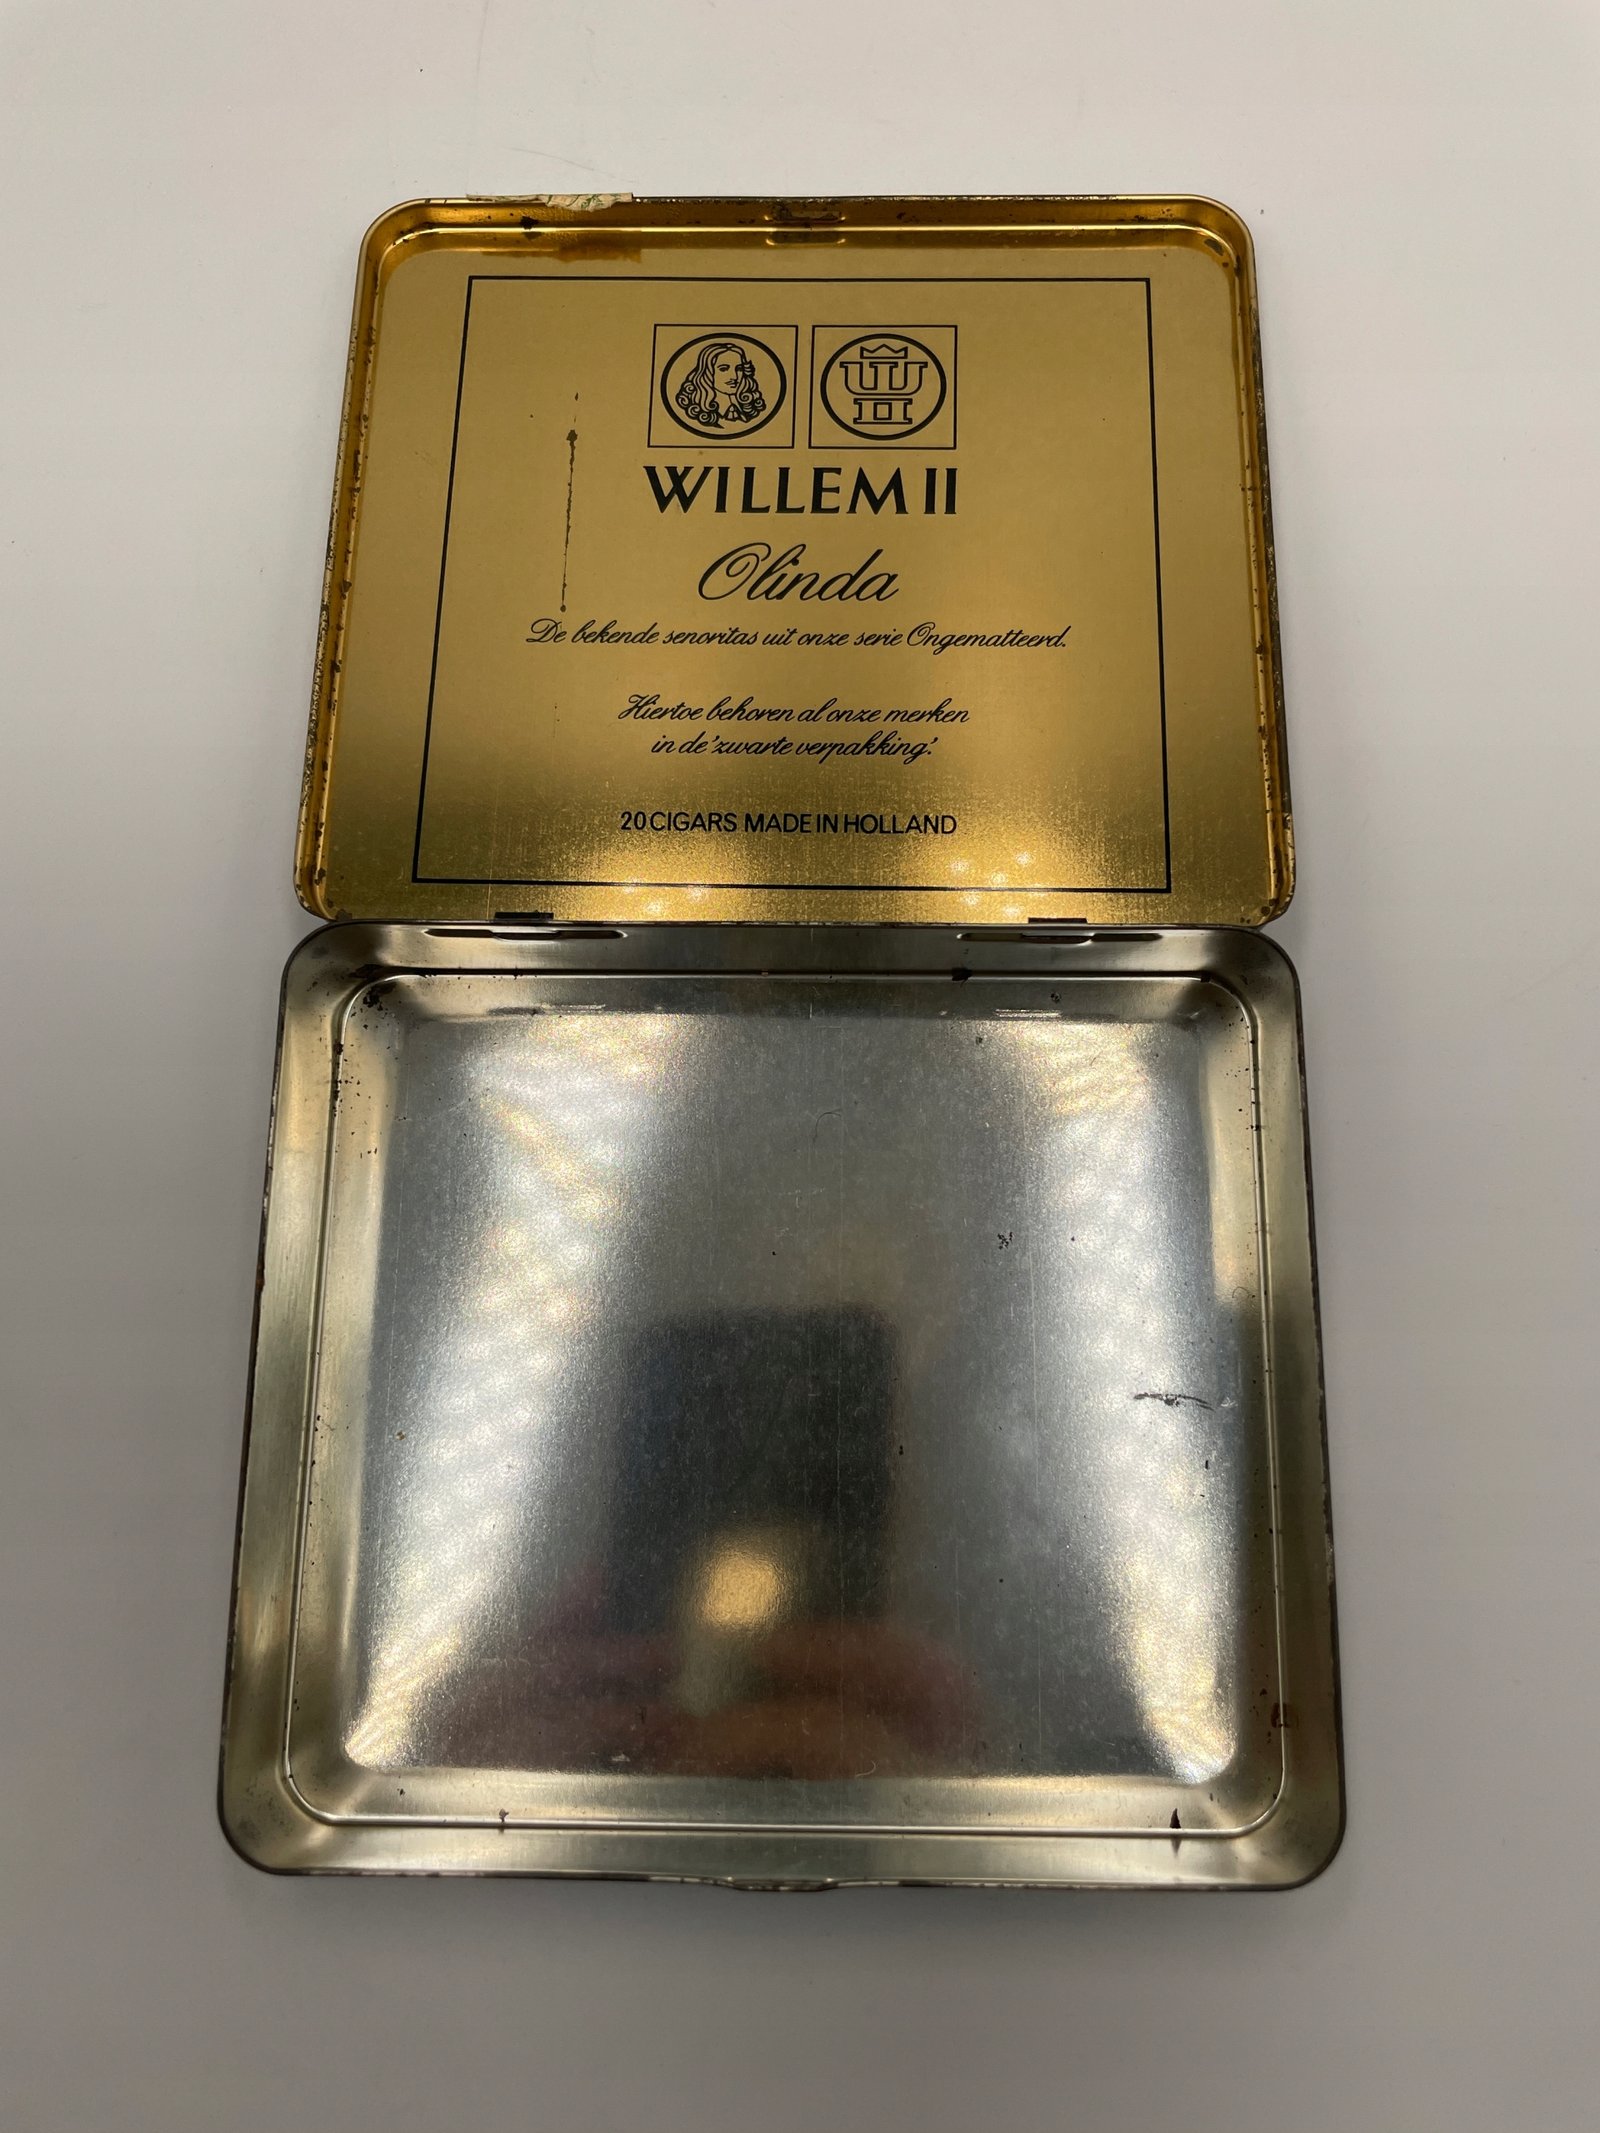 W
II
WILLEM II
Olinda
De bekende senoritas uit onze serie Ongematteerd.
Hiertoe behoren al onze merken
in de 'zwarte verpakking'.
20 CIGARS MADE IN HOLLAND